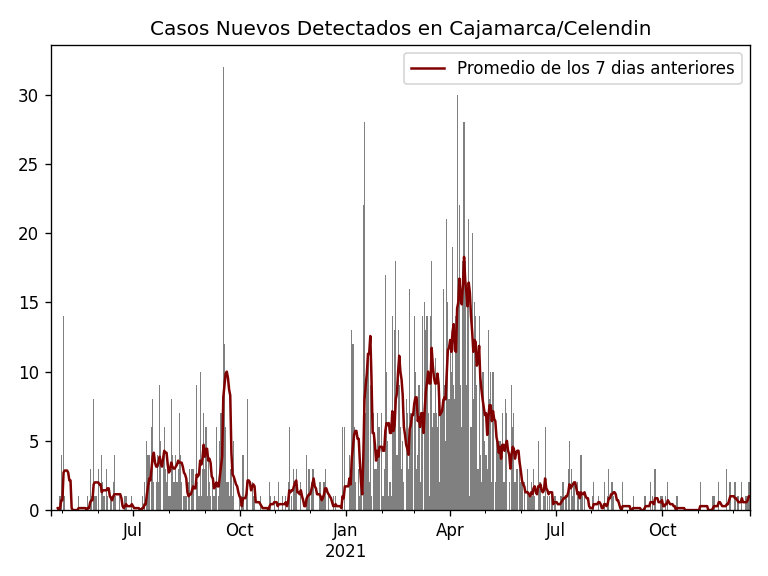 Casos Nuevos Detectados en Cajamarca/Celendin
Promedio de los 7 dias anteriores
30
25
20
15
10
5
0
Jul
Oct
Jan
2021
Apr
Jul
Oct